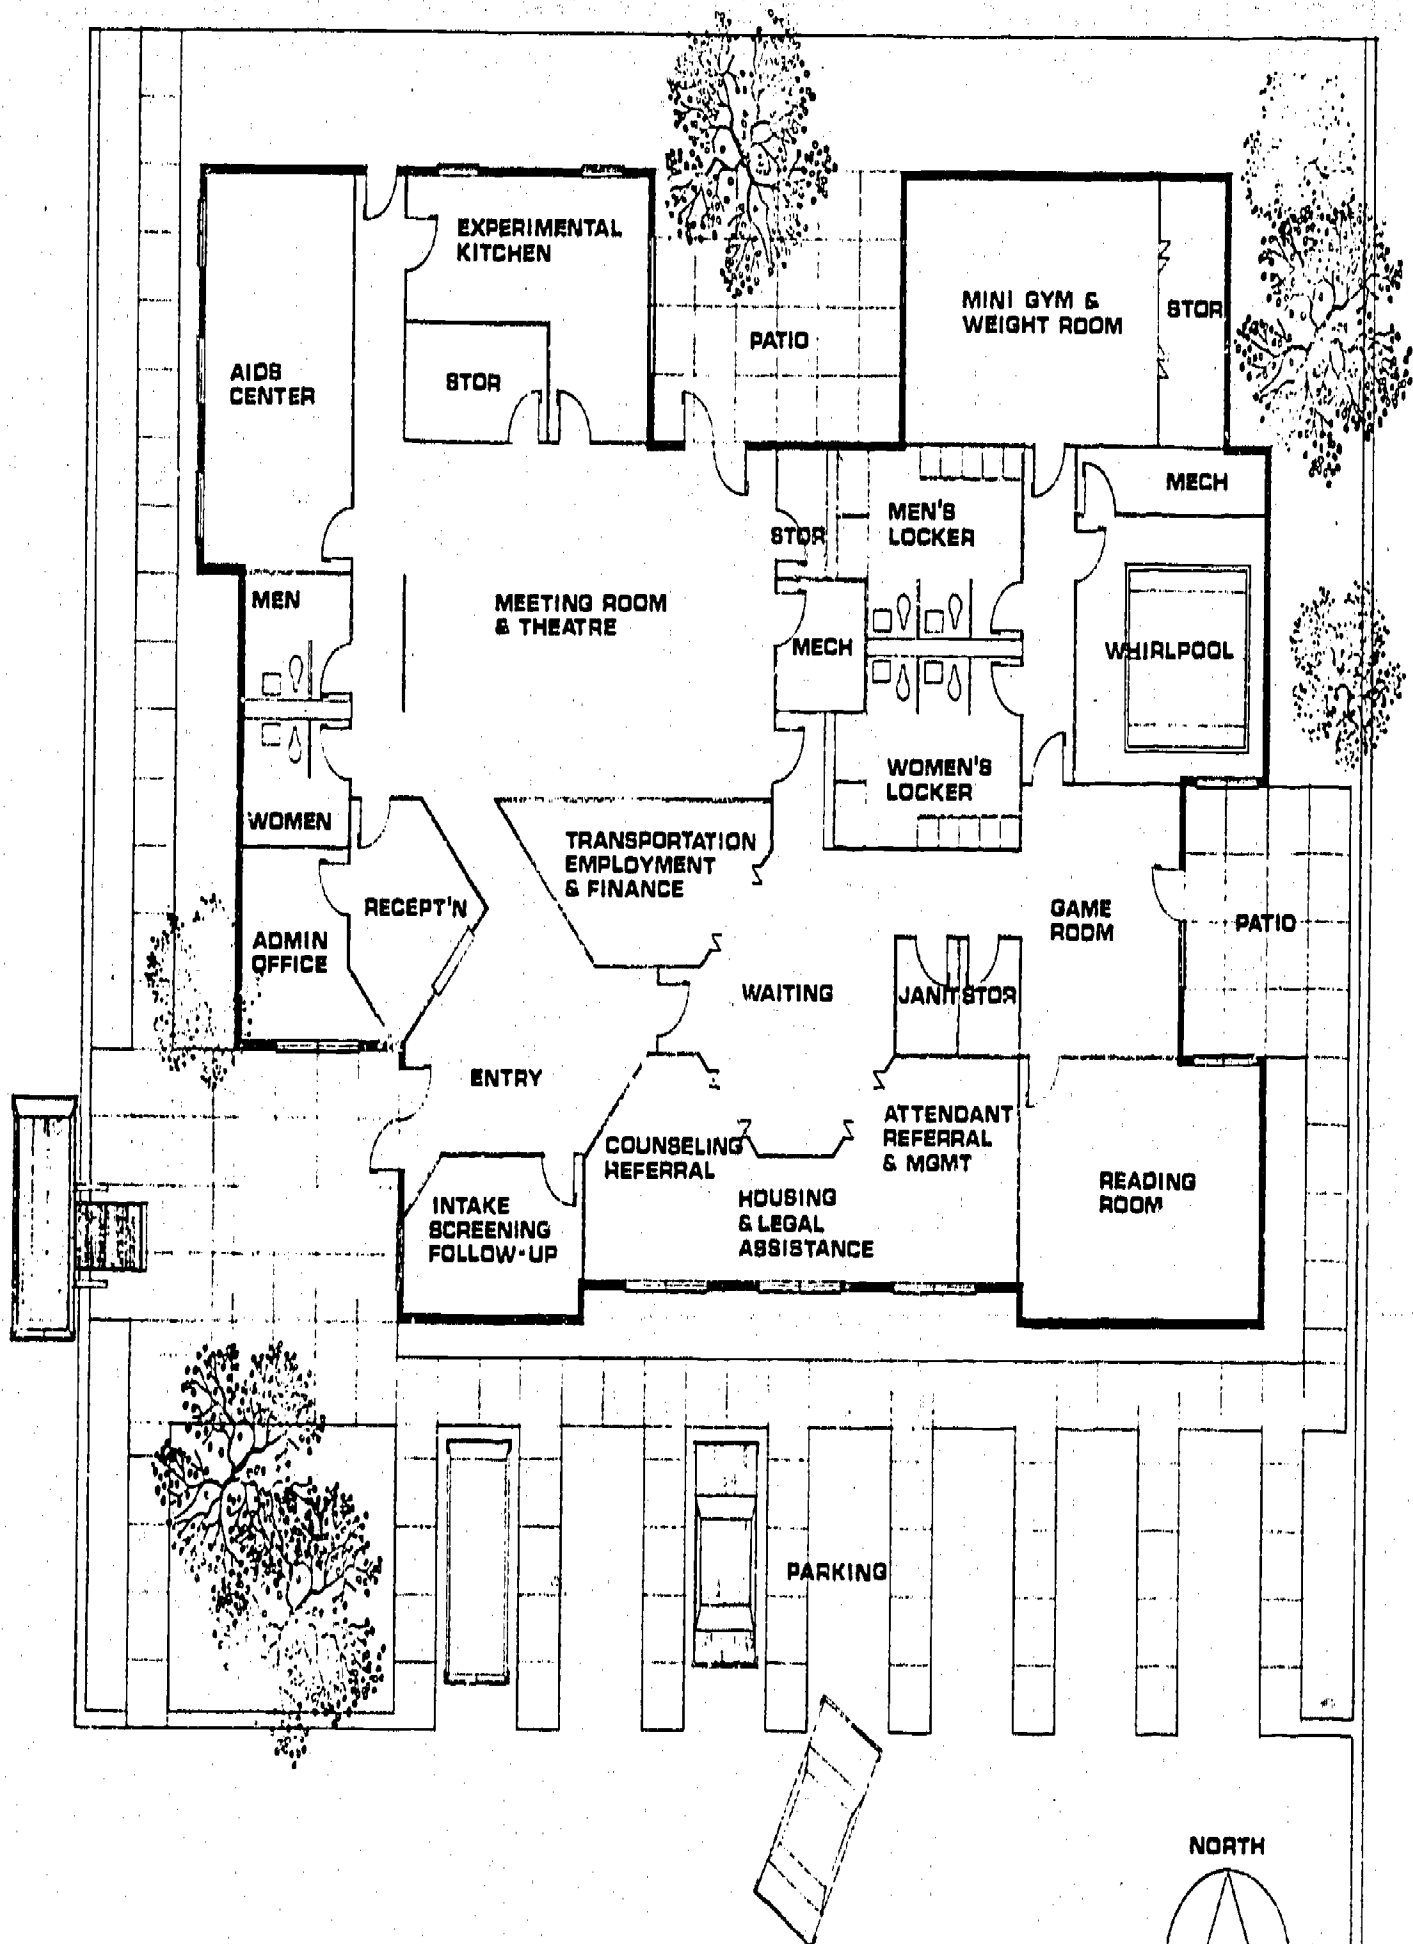 EXPERIMENTAL
KITCHEN
MINI GYM &
WEIGHT ROOM
STOR
PATIO
AIDS
CENTER
STOR
MECH
MEN'S
LOCKER
STOR
MEN
MEETING ROOM
& THEATRE
MECH
WHIRLPOOL
WOMEN'S
LOCKER
WOMEN
TRANSPORTATION
EMPLOYMENT
& FINANCE
RECEPT'N
GAME
ROOM
PATIO
ADMIN
OFFICE
WAITING
JANIT
STOR
ENTRY
ATTENDANT
REFERRAL
& MGMT
COUNSELING
REFERRAL
READING
ROOM
INTAKE
SCREENING
FOLLOW-UP
HOUSING
& LEGAL
ASSISTANCE
PARKING
NORTH